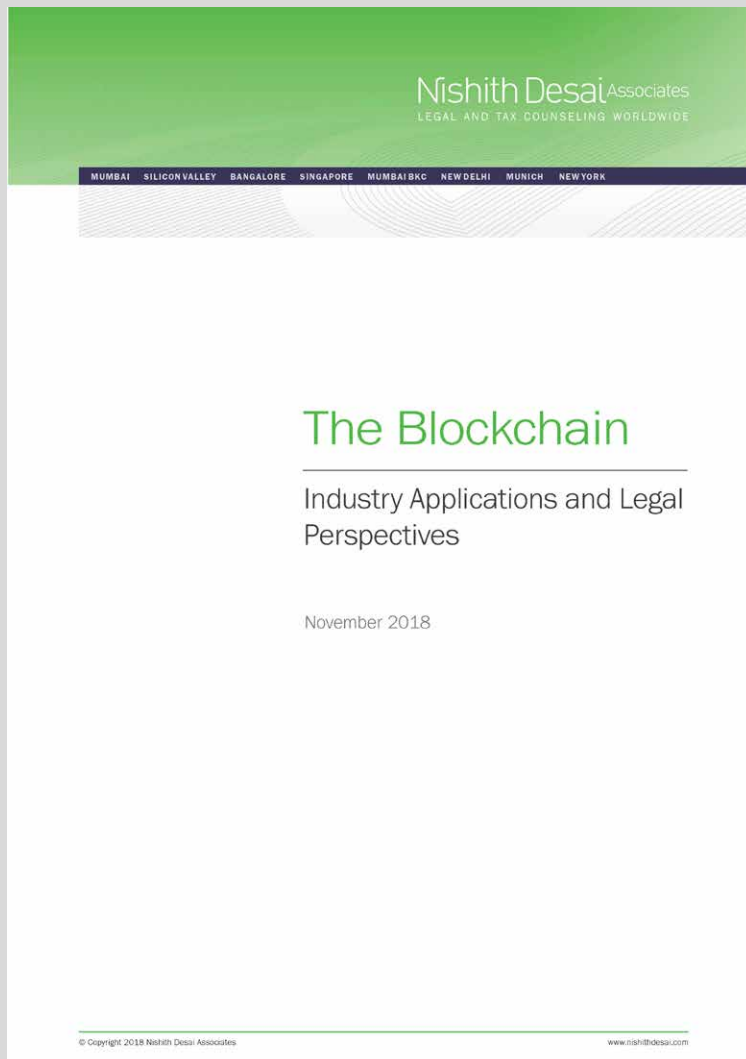 Nishith Desai Associates
LEGAL AND TAX COUNSELING WORLDWIDE
MUMBAI SILICON VALLEY BANGALORE SINGAPORE MUMBAI BKC NEW DELHI MUNICH NEW YORK
The Blockchain
Industry Applications and Legal
Perspectives
November 2018
© Copyright 2018 Nishith Desai Associates www.nishithdesai.com